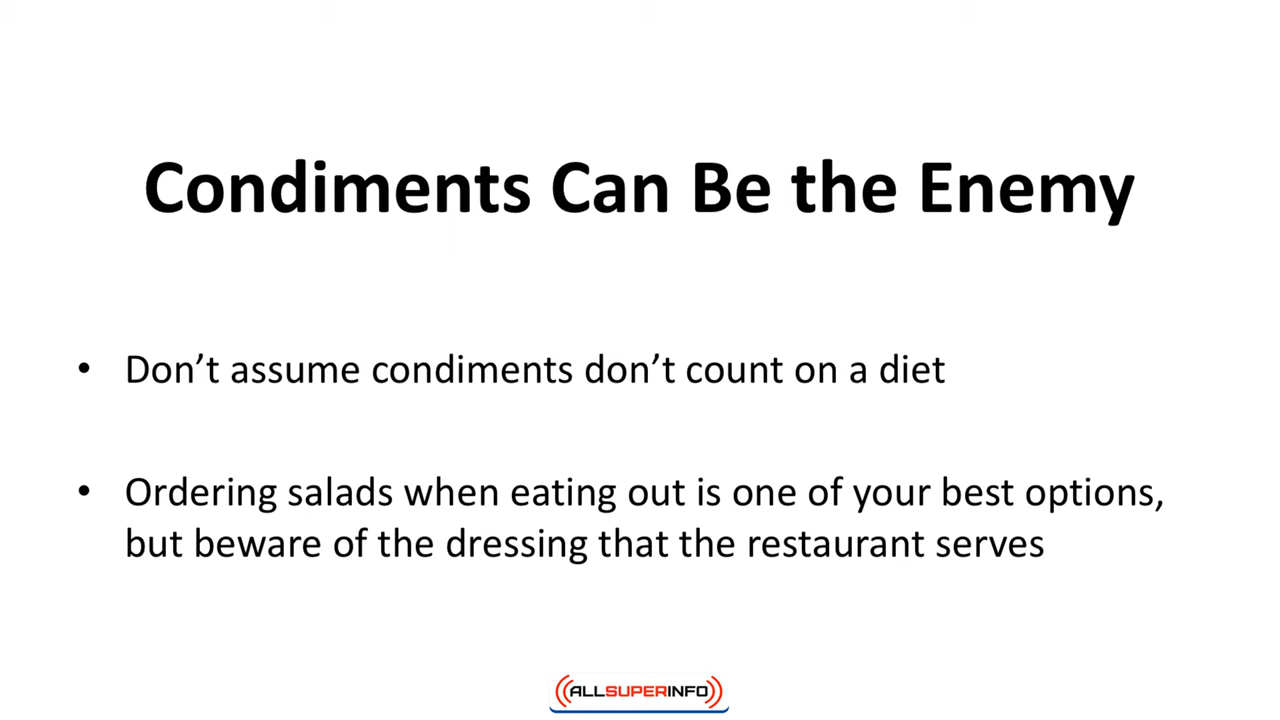 Condiments Can Be the Enemy
• Don’t assume condiments don’t count on a diet
• Ordering salads when eating out is one of your best options,
but beware of the dressing that the restaurant serves
ALLSUPERINFO